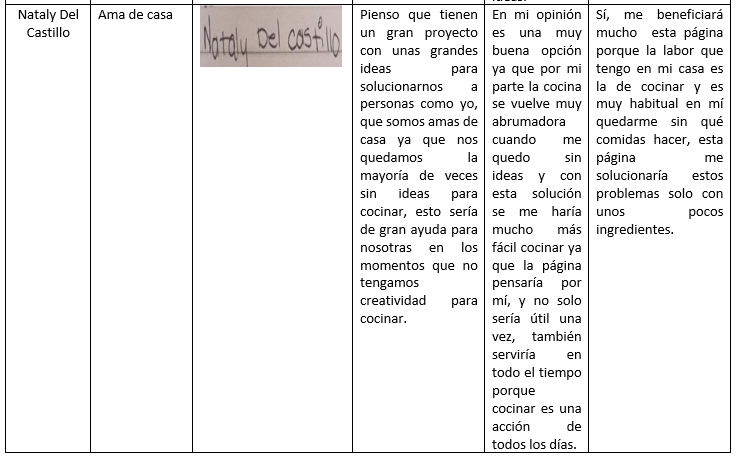 Nataly Del
Castillo
Ama de casa
Nataly Del castillo
Pienso que tienen
un gran proyecto
con unas grandes
ideas para
solucionarnos a
personas como yo,
que somos amas de
casa ya que nos
quedamos la
mayoría de veces
sin ideas para
cocinar, esto sería
de gran ayuda para
nosotras en los
momentos que no
tengamos
creatividad para
cocinar.
En mi opinión
es una muy
buena opción
ya que por mi
parte la cocina
se vuelve muy
abrumadora
cuando me
quedo sin
ideas y con
esta solución
se me haría
mucho más
fácil cocinar ya
que la página
pensaría por
mí, y no solo
sería útil una
vez, también
serviría en
todo el tiempo
porque
cocinar es una
acción de
todos los días.
Sí, me beneficiará
mucho esta página
porque la labor que
tengo en mi casa es
la de cocinar y es
muy habitual en mí
quedarme sin qué
comidas hacer, esta
página me
solucionaría estos
problemas solo con
unos pocos
ingredientes.